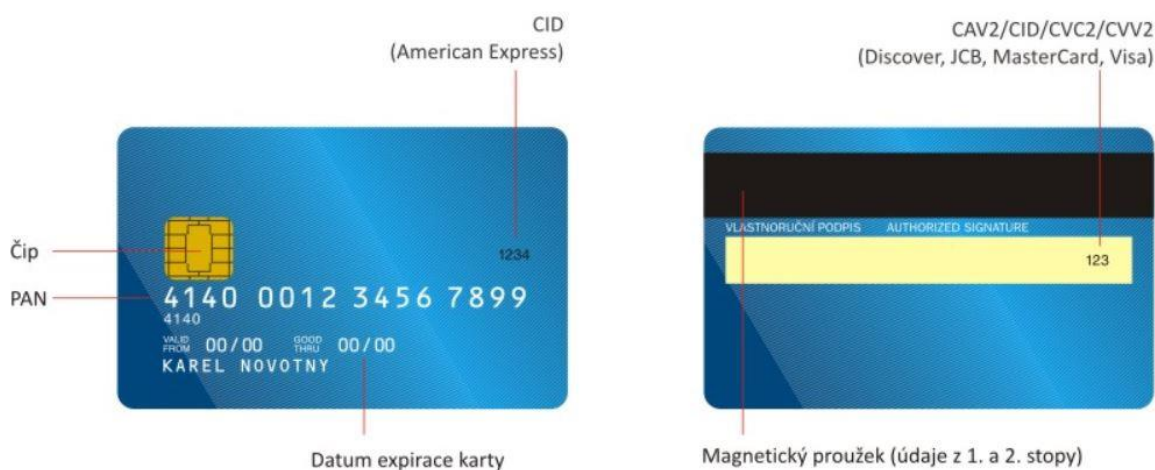 CID
(American Express)
CAV2/CID/CVC2/CVV2
(Discover, JCB, MasterCard, Visa)
Čip
1234
PAN
4140 0012 3456 7899
4140
VALID FROM 00/00 GOOD THRU 00/00
KAREL NOVOTNY
Datum expirace karty
VLASTNORUČNÍ PODPIS AUTHORIZED SIGNATURE
123
Magnetický proužek (údaje z 1. a 2. stopy)